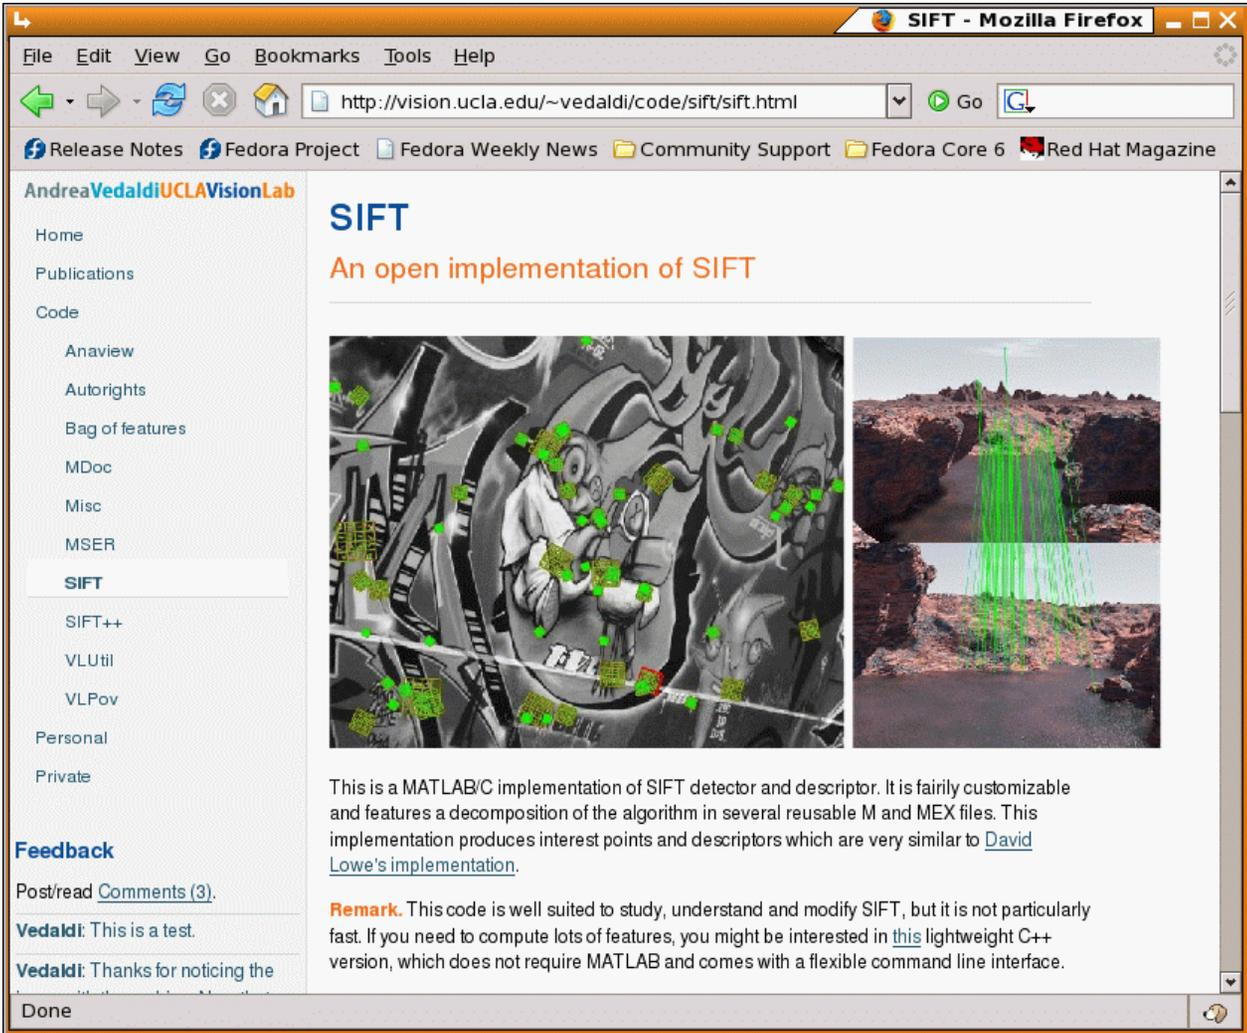 SIFT - Mozilla Firefox
File Edit View Go Bookmarks Tools Help
http://vision.ucla.edu/~vedaldi/code/sift/sift.html Go G
Release Notes Fedora Project Fedora Weekly News Community Support Fedora Core 6 Red Hat Magazine
AndreaVedaldiUCLAVisionLab
Home
Publications
Code
Anaview
Autorights
Bag of features
MDoc
Misc
MSER
SIFT
SIFT++
VLUtil
VLPov
Personal
Private
Feedback
Post/read Comments (3).
Vedaldi: This is a test.
Vedaldi: Thanks for noticing the
SIFT
An open implementation of SIFT
This is a MATLAB/C implementation of SIFT detector and descriptor. It is fairily customizable
and features a decomposition of the algorithm in several reusable M and MEX files. This
implementation produces interest points and descriptors which are very similar to David
Lowe's implementation.
Remark. This code is well suited to study, understand and modify SIFT, but it is not particularly
fast. If you need to compute lots of features, you might be interested in this lightweight C++
version, which does not require MATLAB and comes with a flexible command line interface.
Done